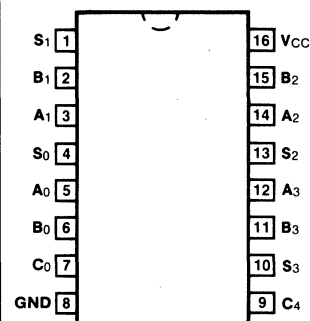 S1 1 16 VCC
B1 2 15 B2
A1 3 14 A2
S0 4 13 S2
A0 5 12 A3
B0 6 11 B3
C0 7 10 S3
GND 8 9 C4